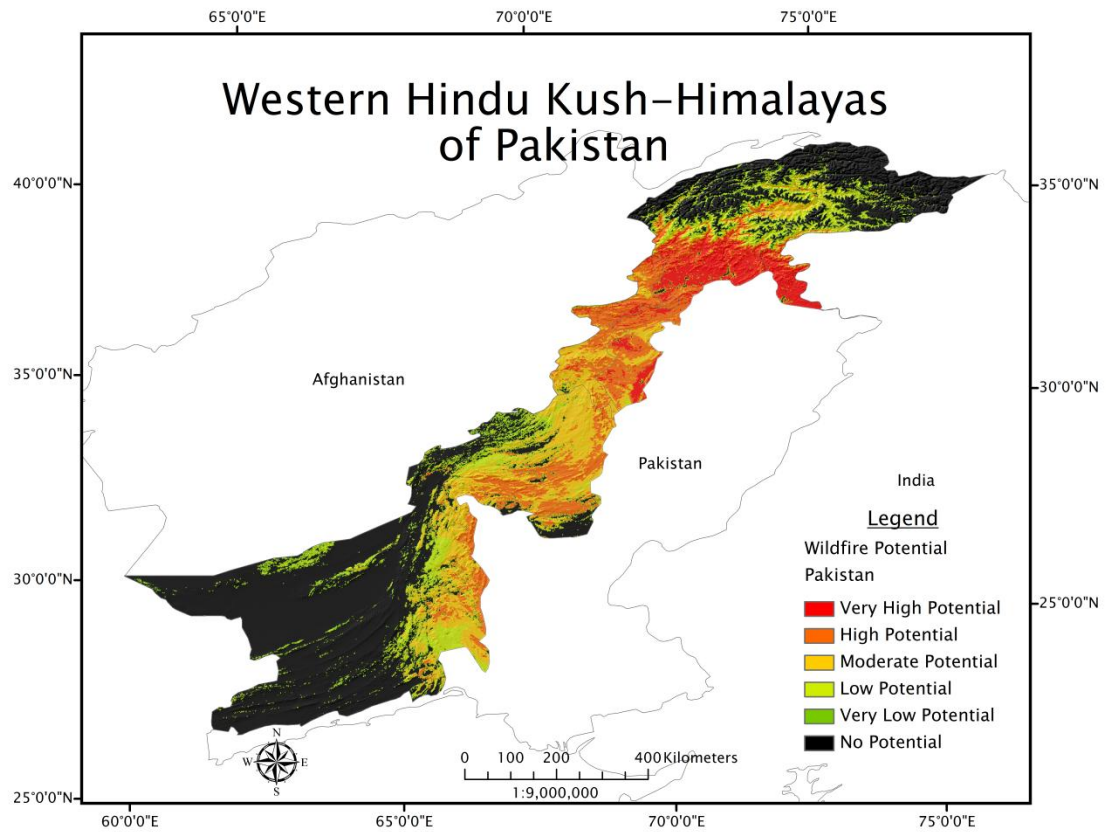 65°0'0"E
70°0'0"E
75°0'0"E
Western Hindu Kush-Himalayas
of Pakistan
40°0'0"N
35°0'0"N
35°0'0"N
30°0'0"N
Afghanistan
Pakistan
India
Legend
Wildfire Potential
Pakistan
30°0'0"N
25°0'0"N
Very High Potential
High Potential
Moderate Potential
Low Potential
Very Low Potential
No Potential
N
W
E
S
0 100 200 400 Kilometers
1:9,000,000
25°0'0"N
60°0'0"E
65°0'0"E
70°0'0"E
75°0'0"E